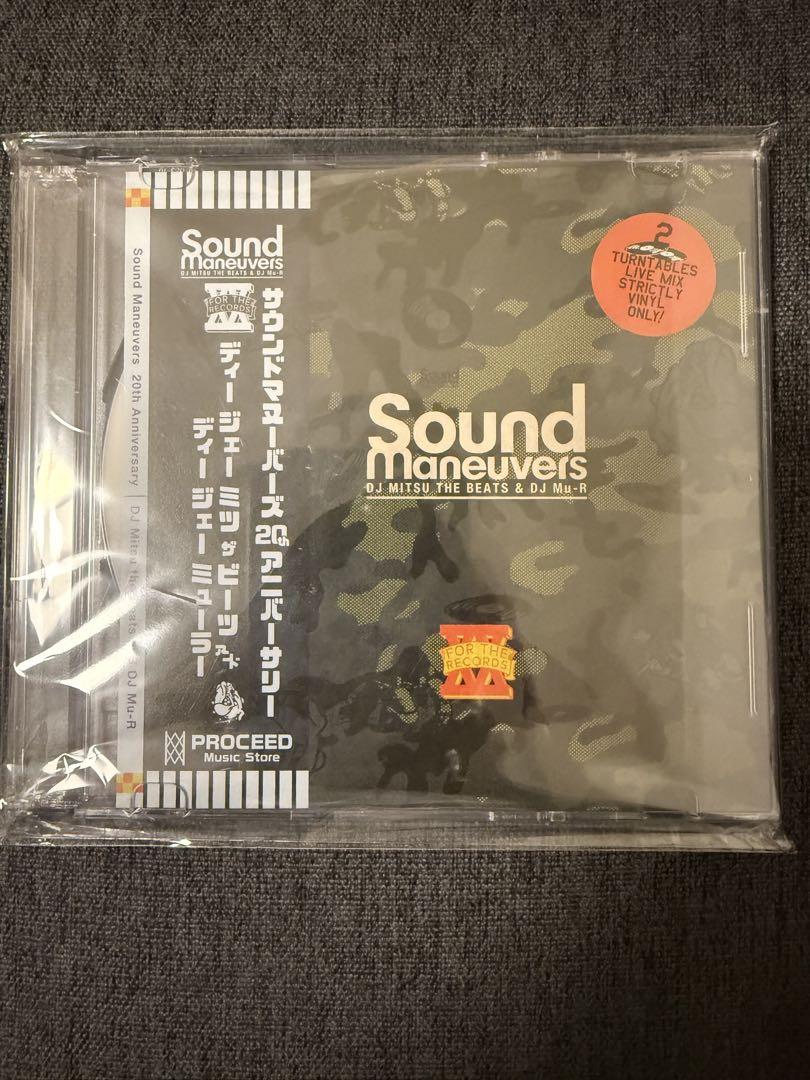 Sound Maneuvers 20th Anniversary | DJ Mitsu the Beats & DJ Mu-R
Sound
Maneuvers
DJ MITSU THE BEATS & DJ Mu-R
FOR THE
RECORDS
サウンドマヌーバーズ20thアニバーサリー
ディージェー ミツ ザ ビーツ アンド
ディージェー ミューラー
PROCEED
Music Store
2
TURNTABLES
LIVE MIX
STRICTLY
VINYL
ONLY!
Sound
Maneuvers
DJ MITSU THE BEATS & DJ Mu-R
FOR THE
RECORDS